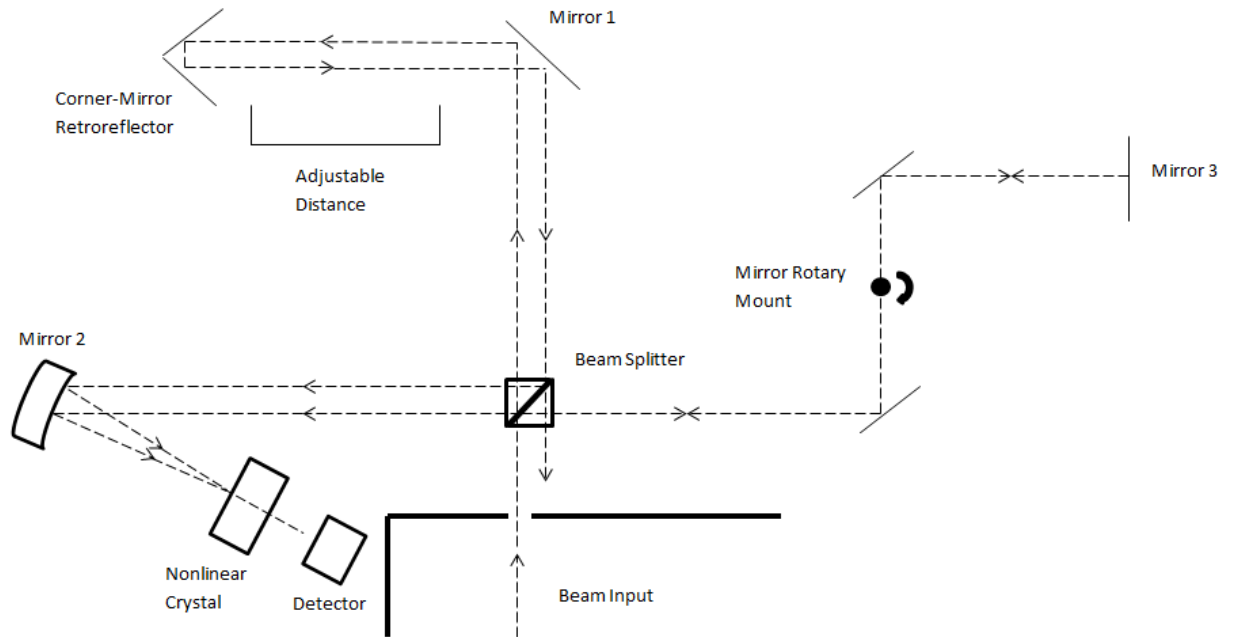 Mirror 1
Corner-Mirror
Retroreflector
Adjustable
Distance
Mirror 3
Mirror Rotary
Mount
Mirror 2
Beam Splitter
Nonlinear
Crystal
Detector
Beam Input